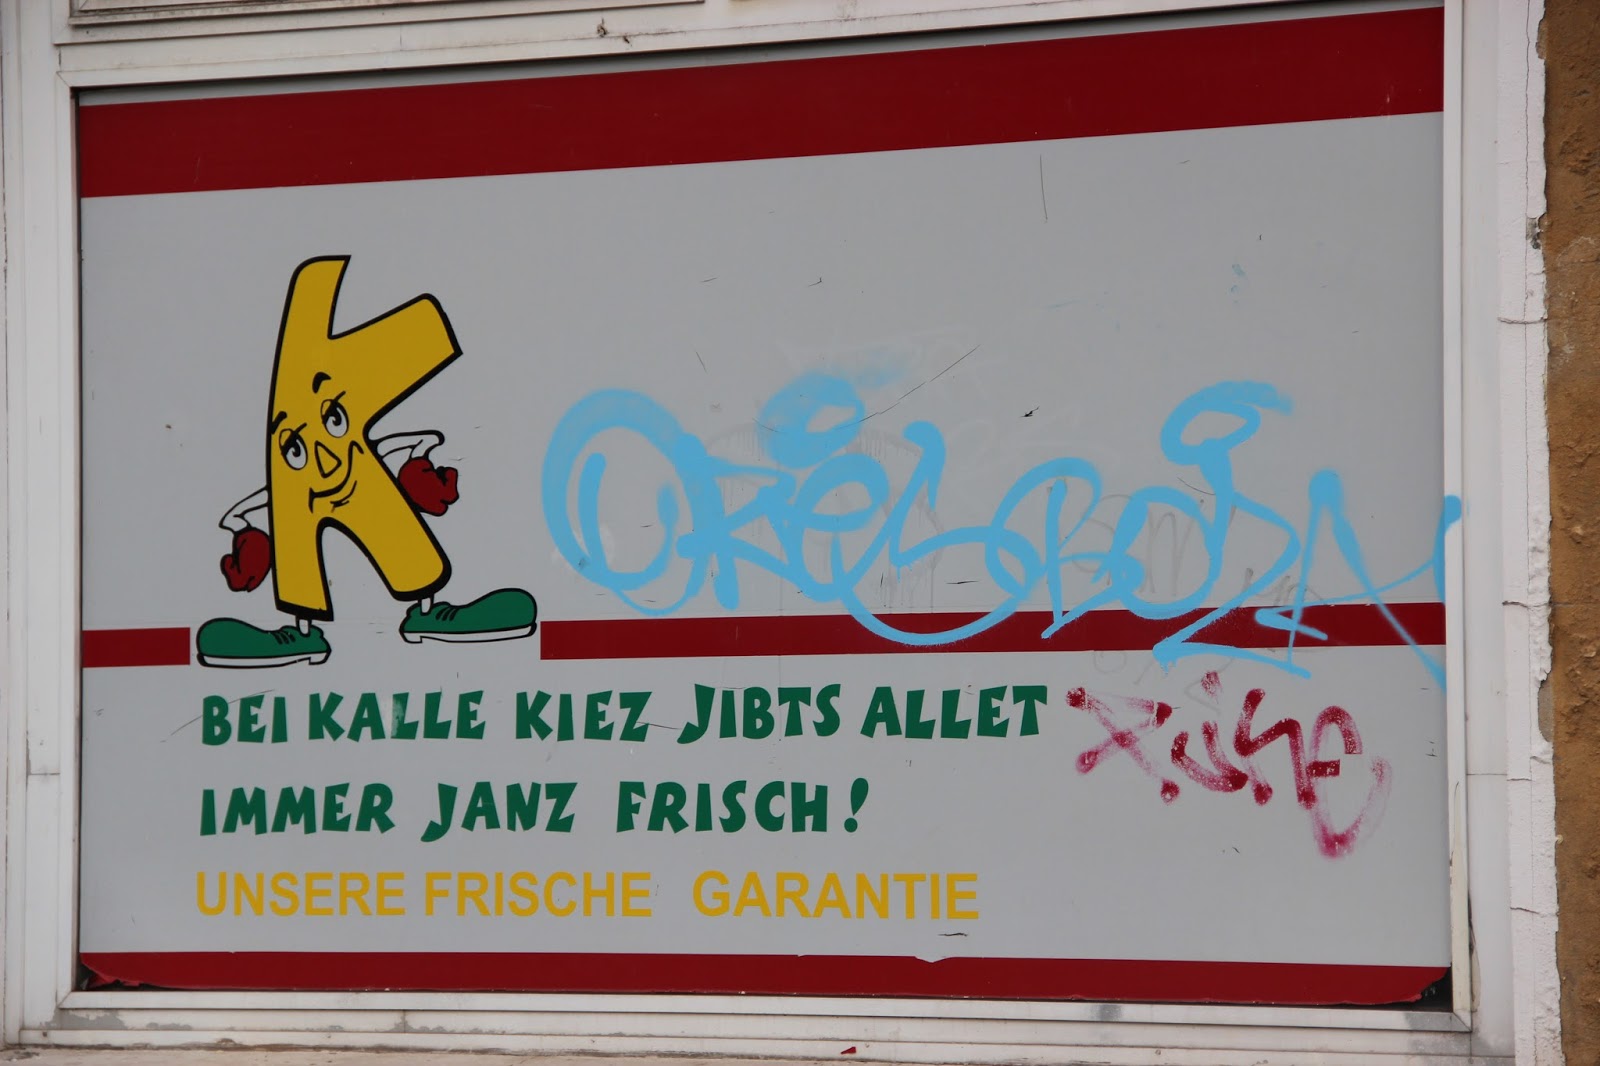 BEI KALLE KIEZ JIBTS ALLET
IMMER JANZ FRISCH!
UNSERE FRISCHE GARANTIE